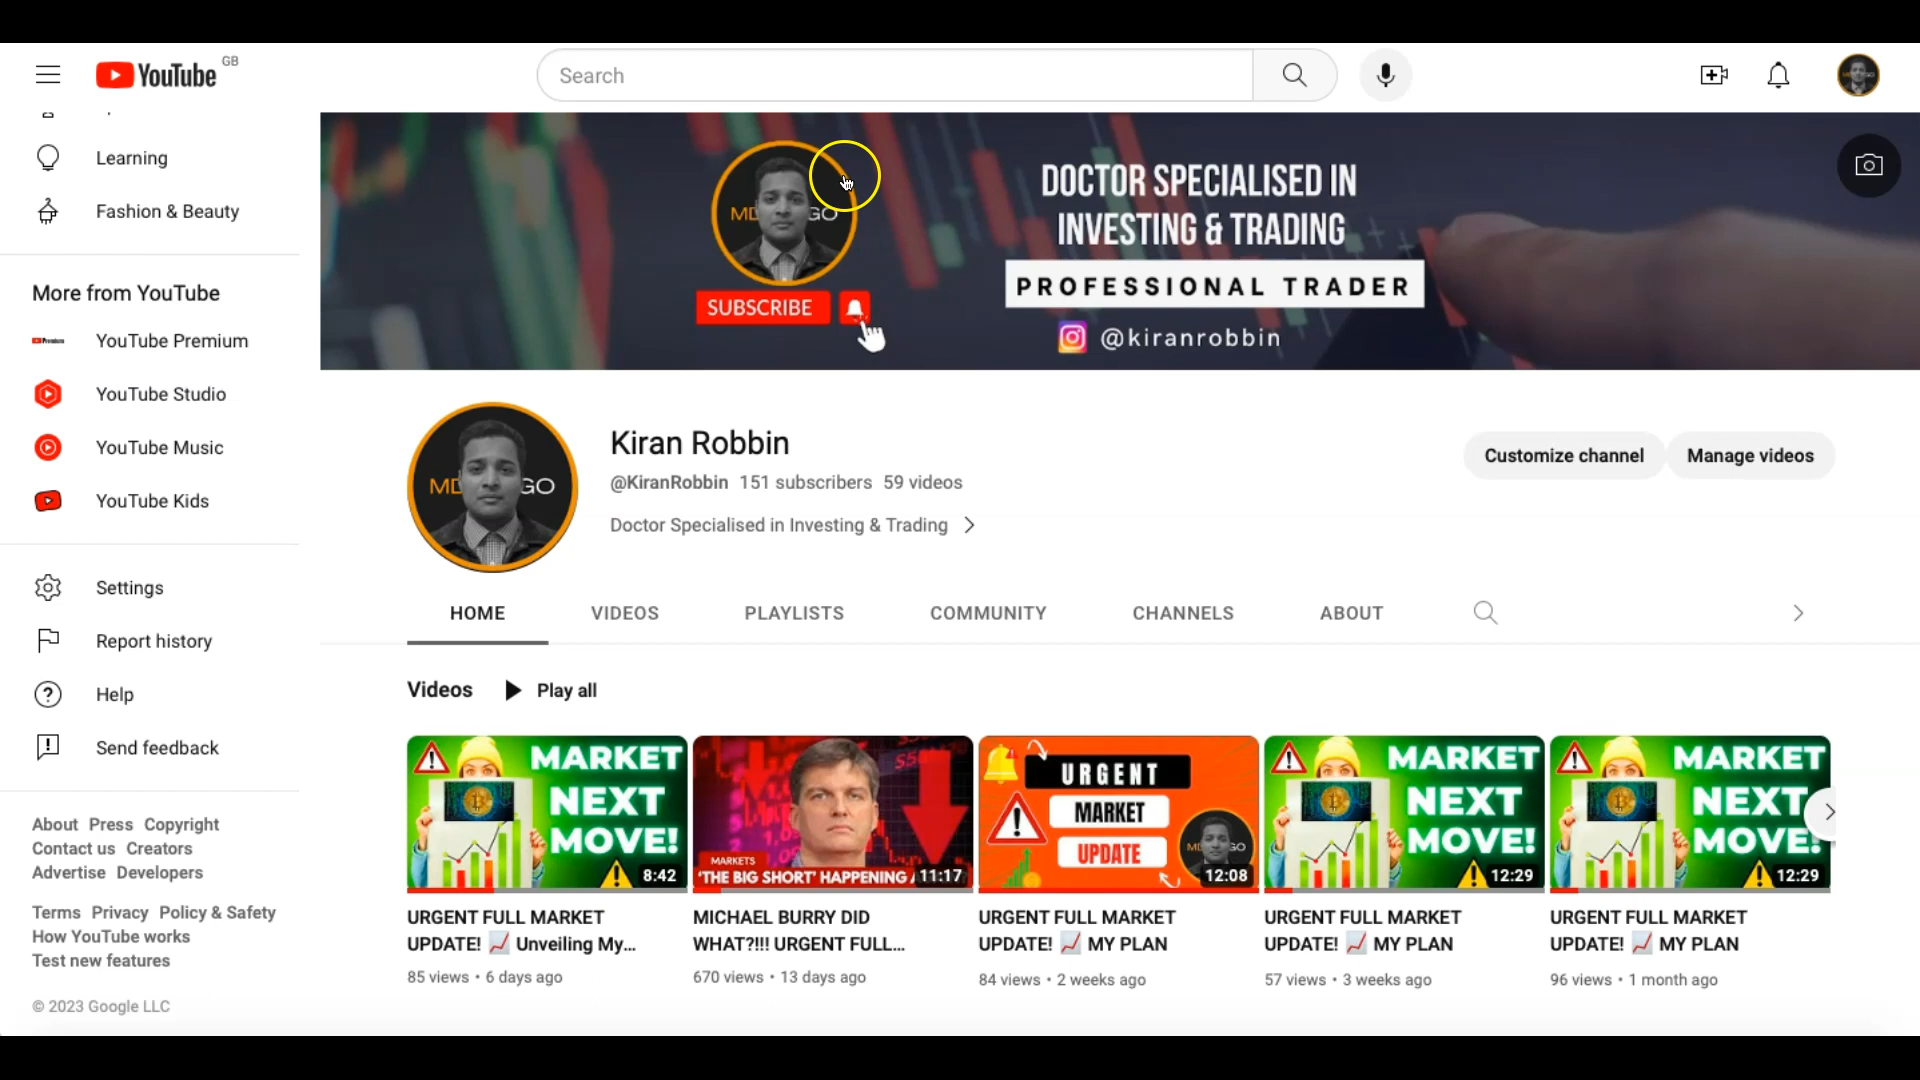 YouTube GB
Search
Learning
Fashion & Beauty
More from YouTube
Premium
YouTube Premium
YouTube Studio
YouTube Music
YouTube Kids
Settings
Report history
Help
Send feedback
About Press Copyright
Contact us Creators
Advertise Developers
Terms Privacy Policy & Safety
How YouTube works
Test new features
© 2023 Google LLC
GO
SUBSCRIBE
DOCTOR SPECIALISED IN
INVESTING & TRADING
PROFESSIONAL TRADER
@kiranrobbin
GO
Kiran Robbin
@KiranRobbin 151 subscribers 59 videos
Doctor Specialised in Investing & Trading
Customize channel
Manage videos
HOME VIDEOS PLAYLISTS COMMUNITY CHANNELS ABOUT
Videos
Play all
MARKET
NEXT
MOVE!
8:42
URGENT FULL MARKET
UPDATE! 📈 Unveiling My...
85 views • 6 days ago
MARKETS
'THE BIG SHORT' HAPPENING
11:17
MICHAEL BURRY DID
WHAT?!!! URGENT FULL...
670 views • 13 days ago
URGENT
MARKET
UPDATE
12:08
URGENT FULL MARKET
UPDATE! 📈 MY PLAN
84 views • 2 weeks ago
MARKET
NEXT
MOVE!
12:29
URGENT FULL MARKET
UPDATE! 📈 MY PLAN
57 views • 3 weeks ago
MARKET
NEXT
MOVE!
12:29
URGENT FULL MARKET
UPDATE! 📈 MY PLAN
96 views • 1 month ago